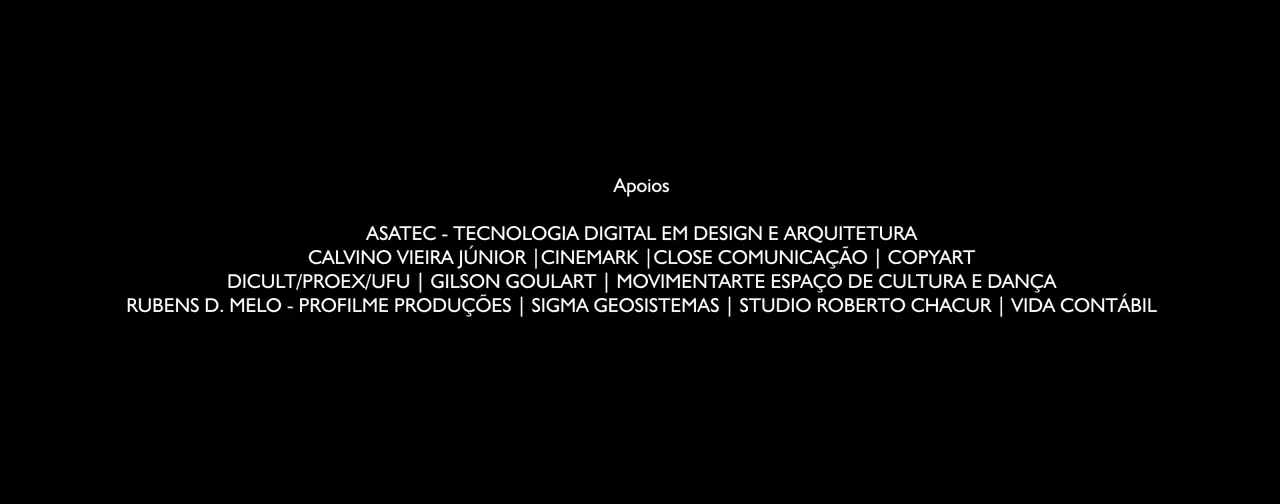 Apoios
ASATEC - TECNOLOGIA DIGITAL EM DESIGN E ARQUITETURA
CALVINO VIEIRA JÚNIOR |CINEMARK |CLOSE COMUNICAÇÃO | COPYART
DICULT/PROEX/UFU | GILSON GOULART | MOVIMENTARTE ESPAÇO DE CULTURA E DANÇA
RUBENS D. MELO - PROFILME PRODUÇÕES | SIGMA GEOSISTEMAS | STUDIO ROBERTO CHACUR | VIDA CONTÁBIL